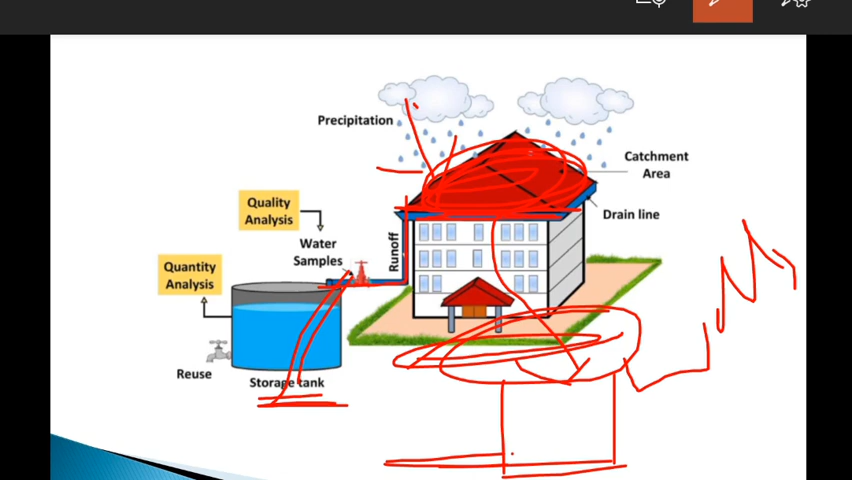 Precipitation
Catchment
Area
Drain line
Quality
Analysis
Water
Samples
Runoff
Quantity
Analysis
Reuse
Storage tank